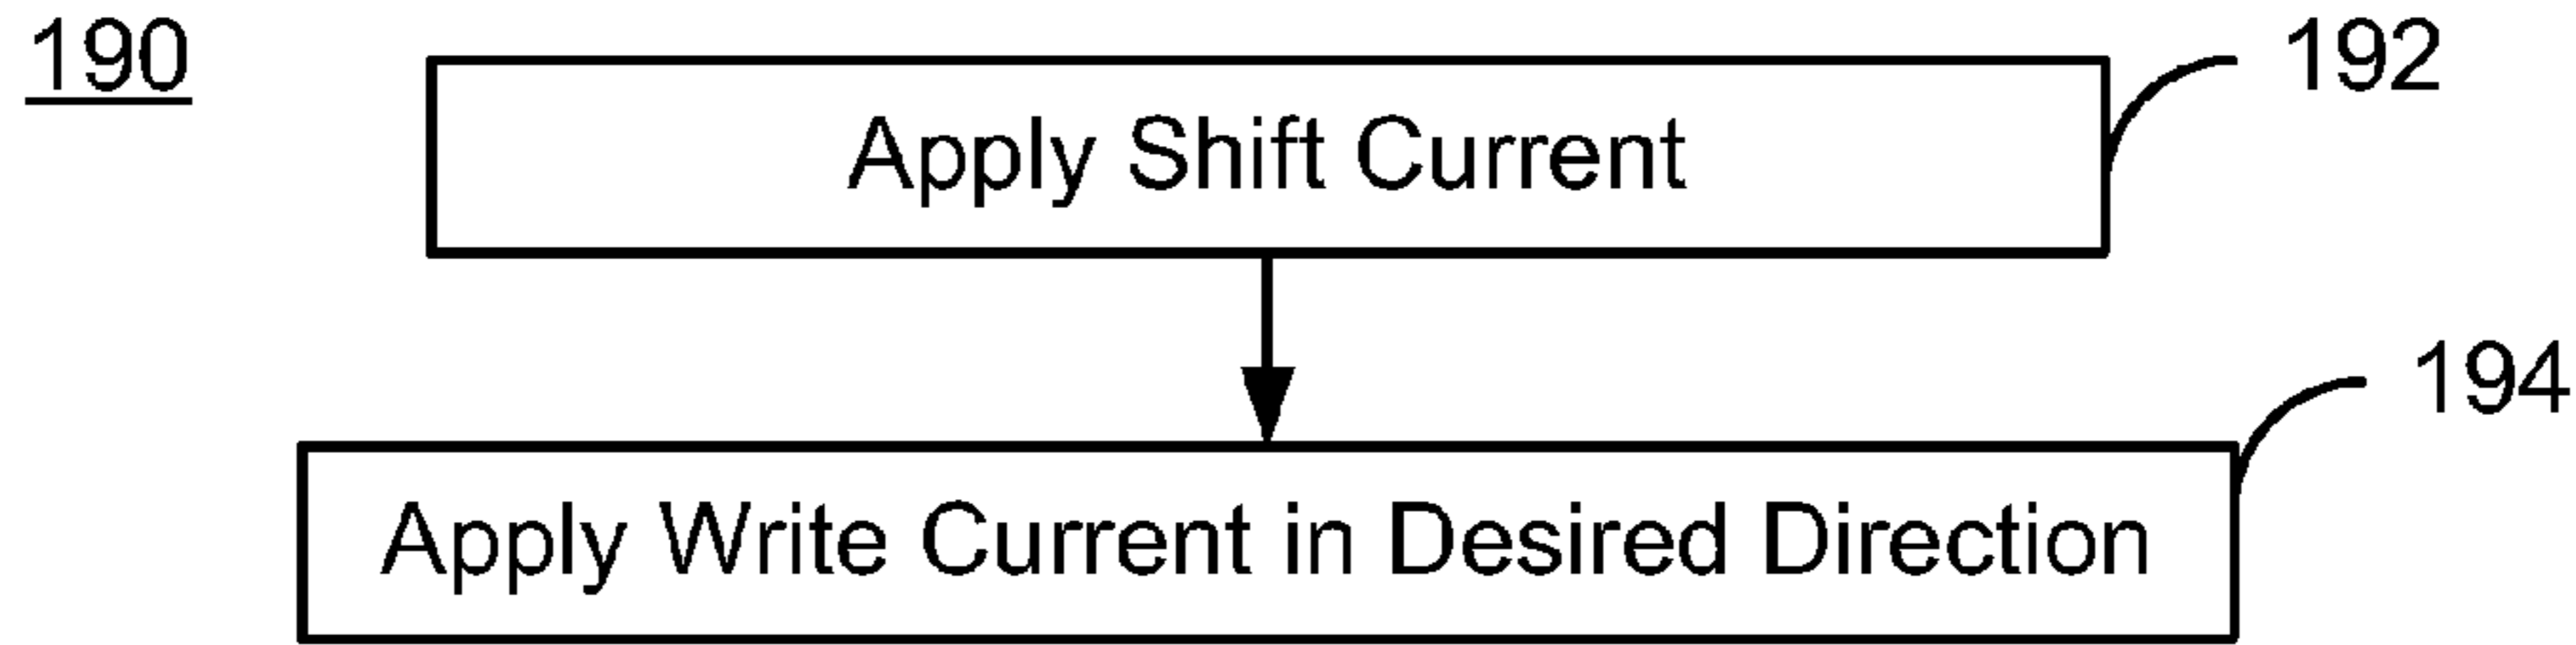 190
Apply Shift Current
192
Apply Write Current in Desired Direction
194